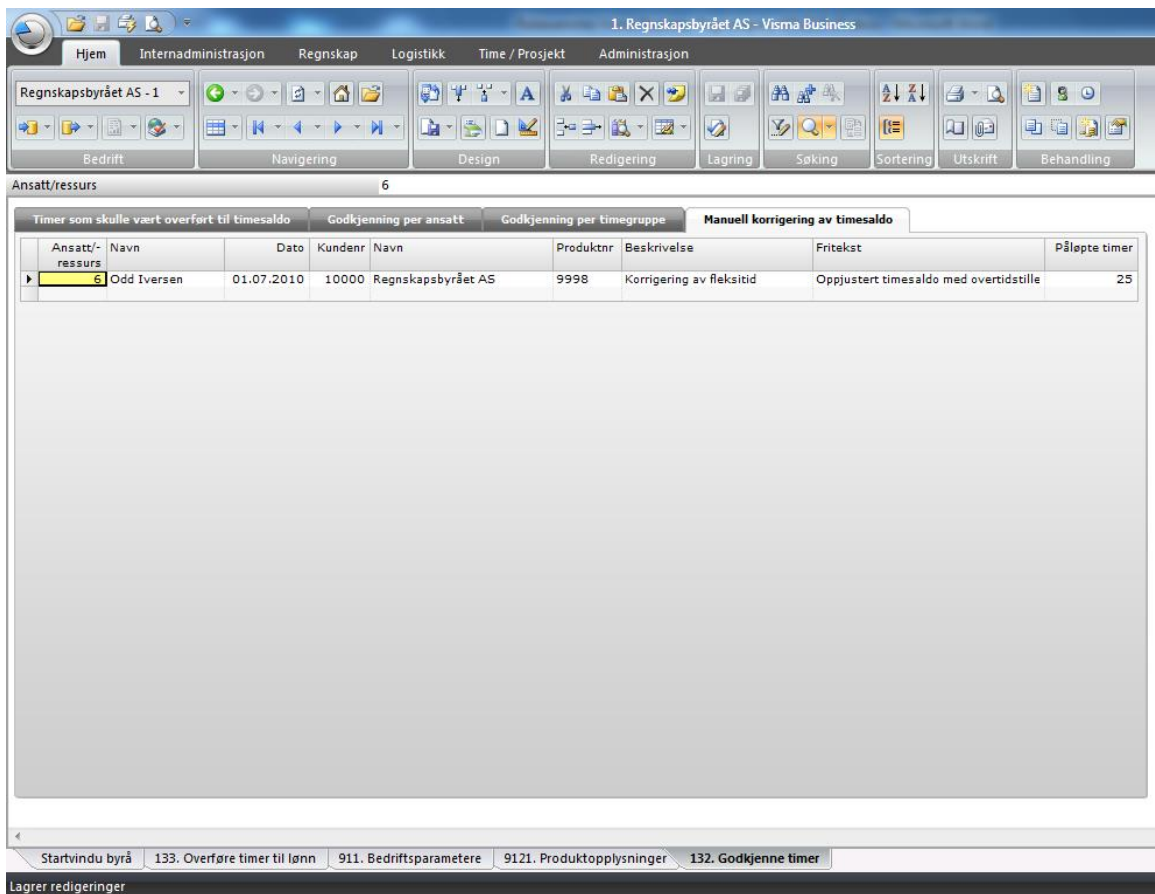 1. Regnskapsbyrået AS - Visma Business
Hjem Internadministrasjon Regnskap Logistikk Time / Prosjekt Administrasjon
Regnskapsbyrået AS - 1
Bedrift Navigering Design Redigering Lagring Søking Sortering Utskrift Behandling
Ansatt/ressurs 6
Timer som skulle vært overført til timesaldo Godkjenning per ansatt Godkjenning per timegruppe Manuell korrigering av timesaldo
Ansatt/- Navn Dato Kundenr Navn Produktnr Beskrivelse Fritekst Påløpte timer
ressurs
6 Odd Iversen 01.07.2010 10000 Regnskapsbyrået AS 9998 Korrigering av fleksitid Oppjustert timesaldo med overtidstille 25
Startvindu byrå 133. Overføre timer til lønn 911. Bedriftsparametere 9121. Produktopplysninger 132. Godkjenne timer
Lagrer redigeringer